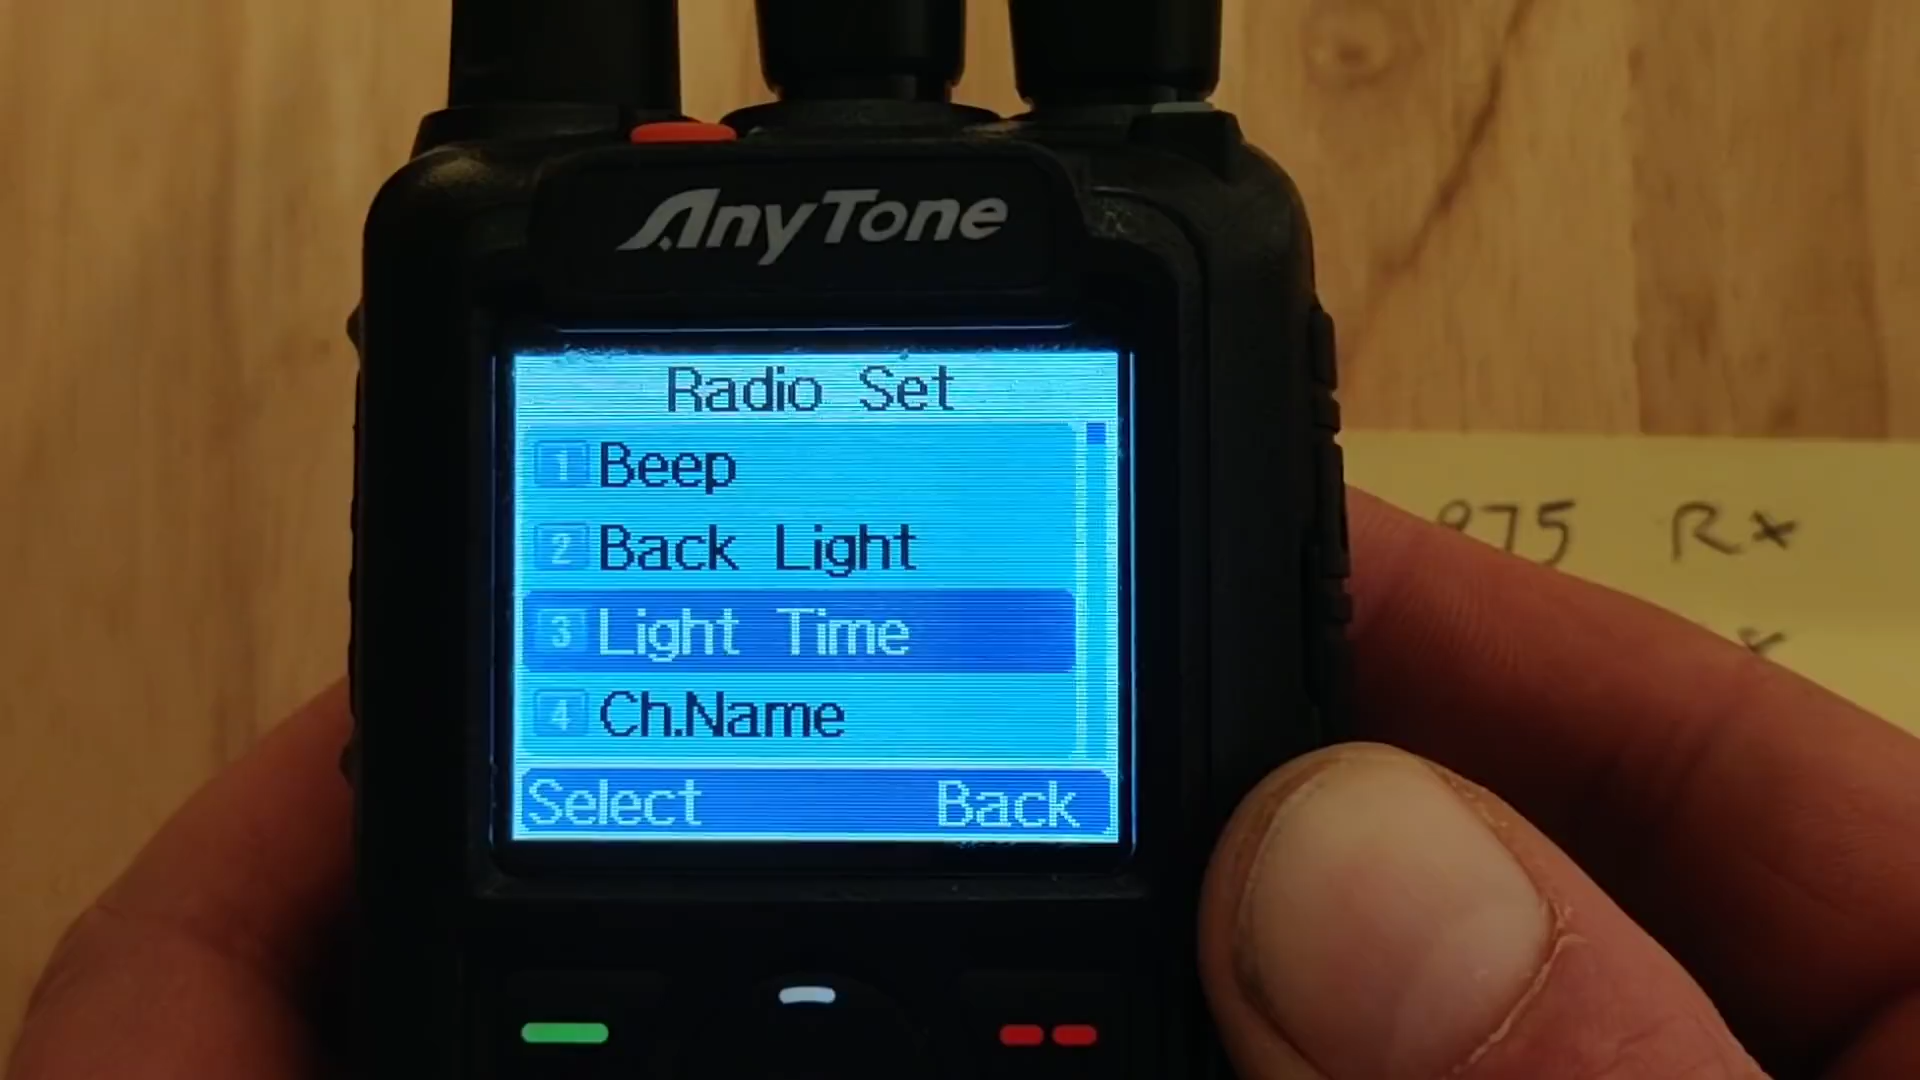 AnyTone
Radio Set
1 Beep
2 Back Light
3 Light Time
4 Ch.Name
Select Back
975 Rx